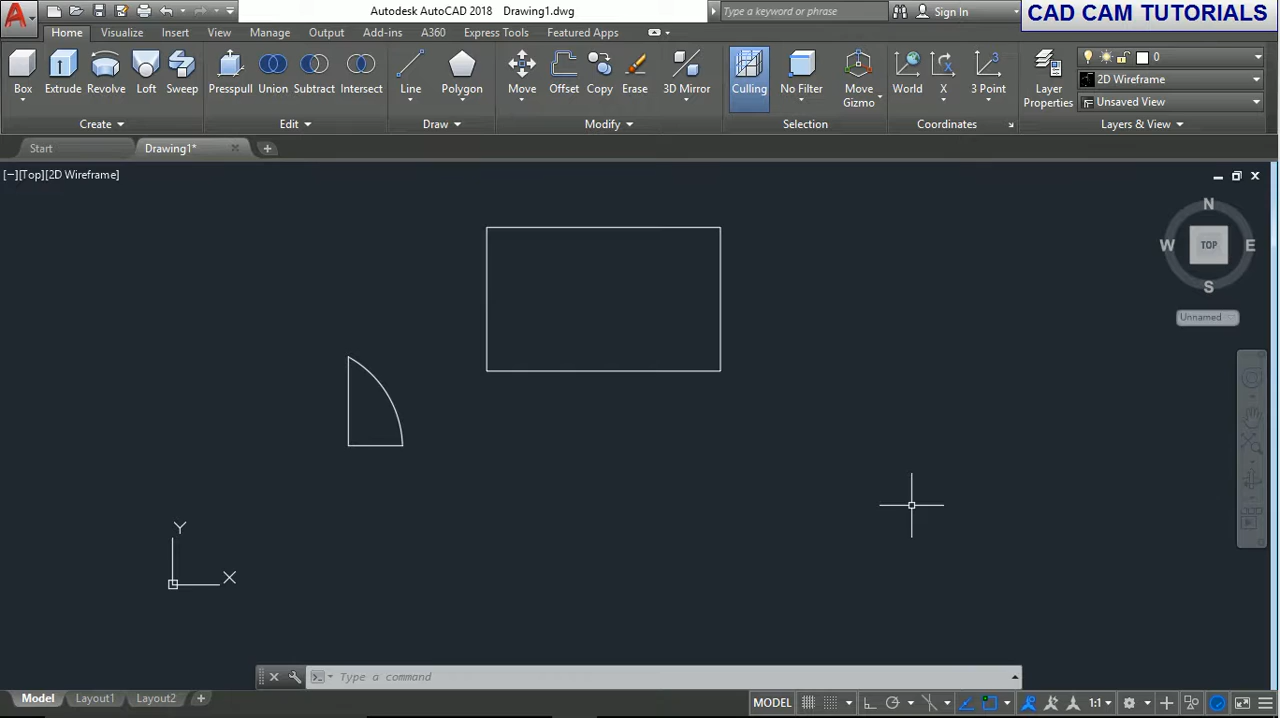 Autodesk AutoCAD 2018 Drawing1.dwg
Type a keyword or phrase
Sign In
CAD CAM TUTORIALS
Home Visualize Insert View Manage Output Add-ins A360 Express Tools Featured Apps
0
2D Wireframe
Unsaved View
Box Extrude Revolve Loft Sweep Presspull Union Subtract Intersect Line Polygon Move Offset Copy Erase 3D Mirror Culling No Filter Move Gizmo World X 3 Point Layer Properties
Create Edit Draw Modify Selection Coordinates Layers & View
Start Drawing1*
[−][Top][2D Wireframe]
N
W TOP E
S
Unnamed
Y
X
Type a command
Model Layout1 Layout2
MODEL 1:1